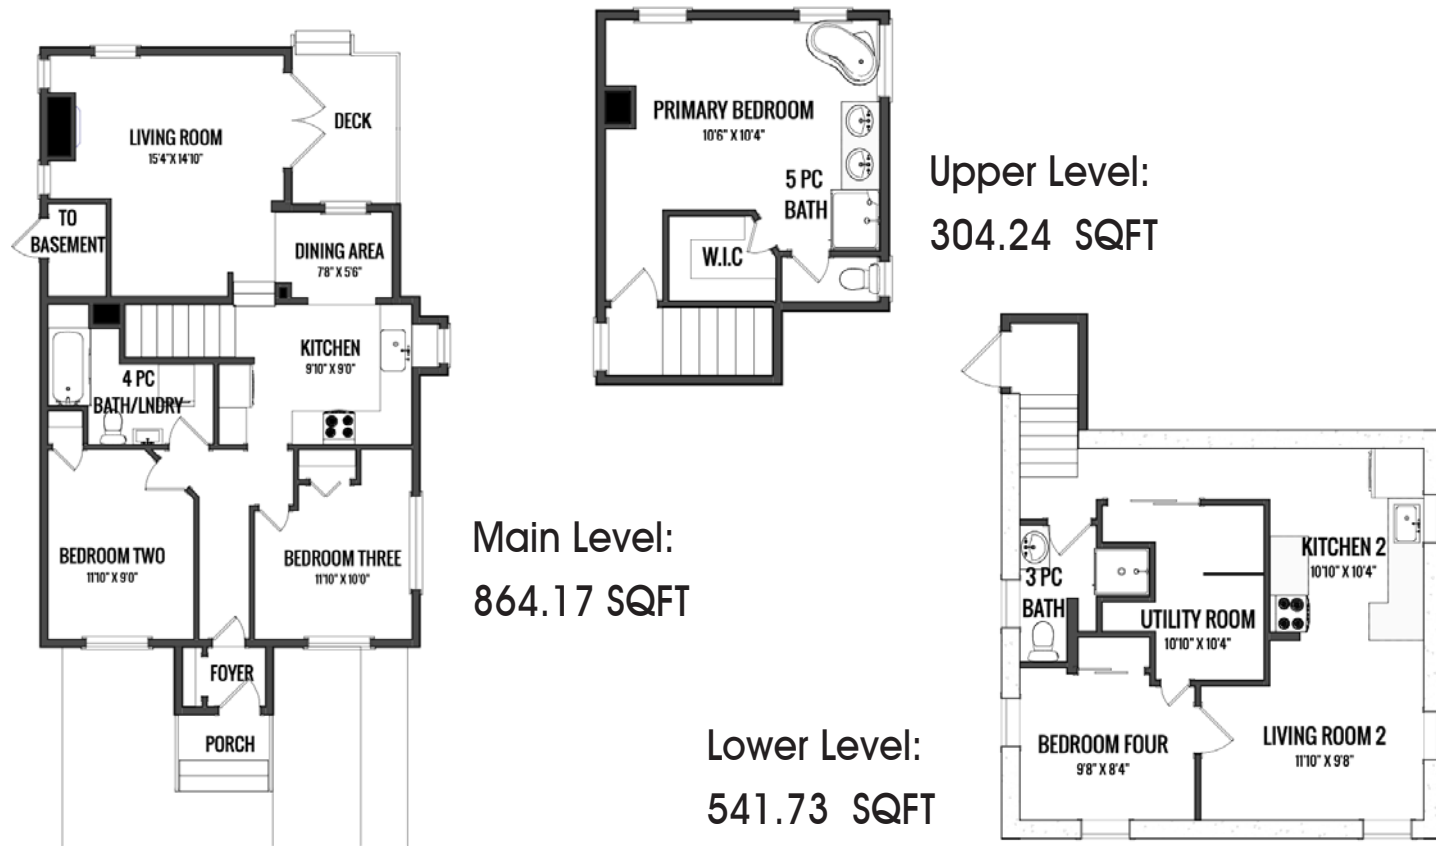 LIVING ROOM
15'4"X 14'10"
DECK
TO
BASEMENT
DINING AREA
7'8" X 5'6"
KITCHEN
9'10" X 9'0"
4 PC
BATH/LNDRY
BEDROOM TWO
11'10" X 9'0"
BEDROOM THREE
11'10" X 10'0"
FOYER
PORCH
Main Level:
864.17 SQFT
PRIMARY BEDROOM
10'6" X 10'4"
5 PC
BATH
W.I.C
Upper Level:
304.24 SQFT
KITCHEN 2
10'10" X 10'4"
3 PC
BATH
UTILITY ROOM
10'10" X 10'4"
BEDROOM FOUR
9'8" X 8'4"
LIVING ROOM 2
11'10" X 9'8"
Lower Level:
541.73 SQFT